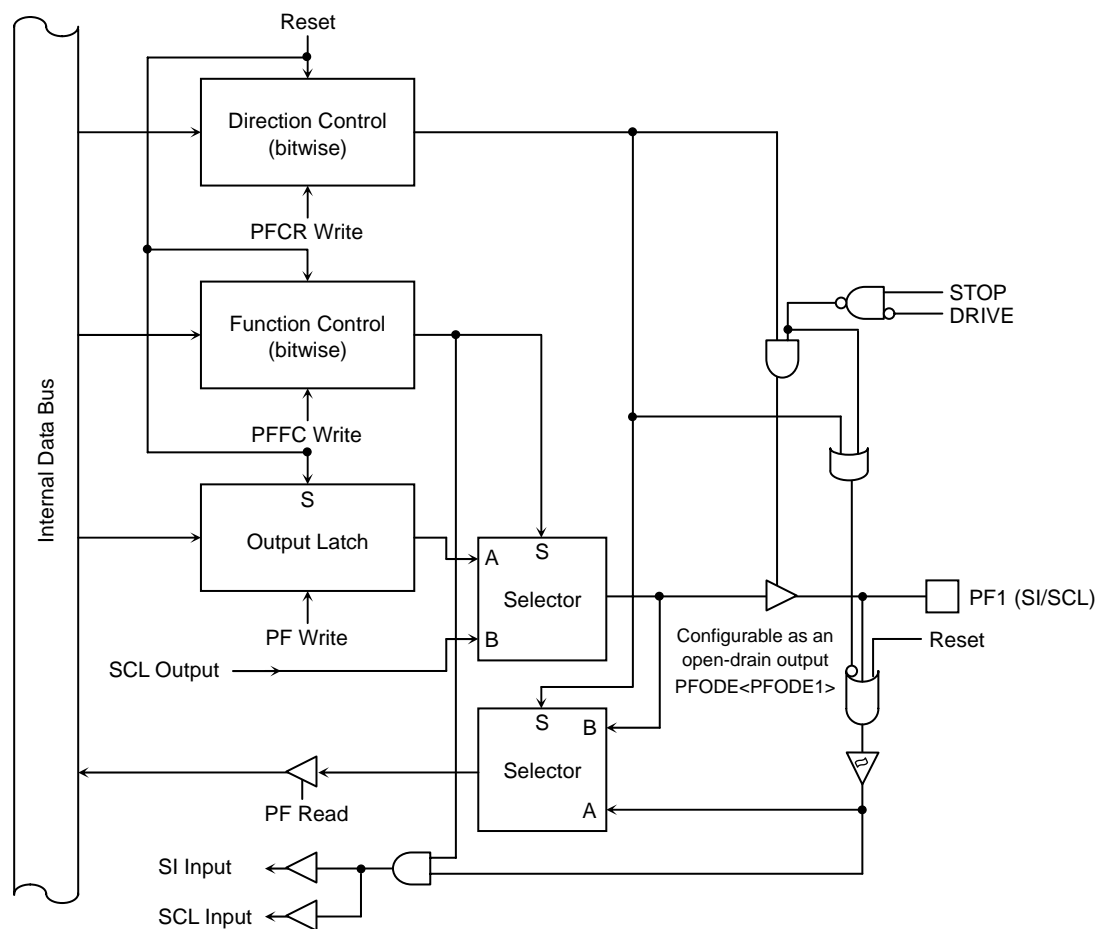 Reset
Direction Control
(bitwise)
PFCR Write
Internal Data Bus
Function Control
(bitwise)
STOP
DRIVE
PFFC Write
S
Output Latch
A
S
Selector
B
PF1 (SI/SCL)
PF Write
SCL Output
Configurable as an
open-drain output
PFODE<PFODE1>
Reset
S
B
Selector
A
PF Read
SI Input
SCL Input